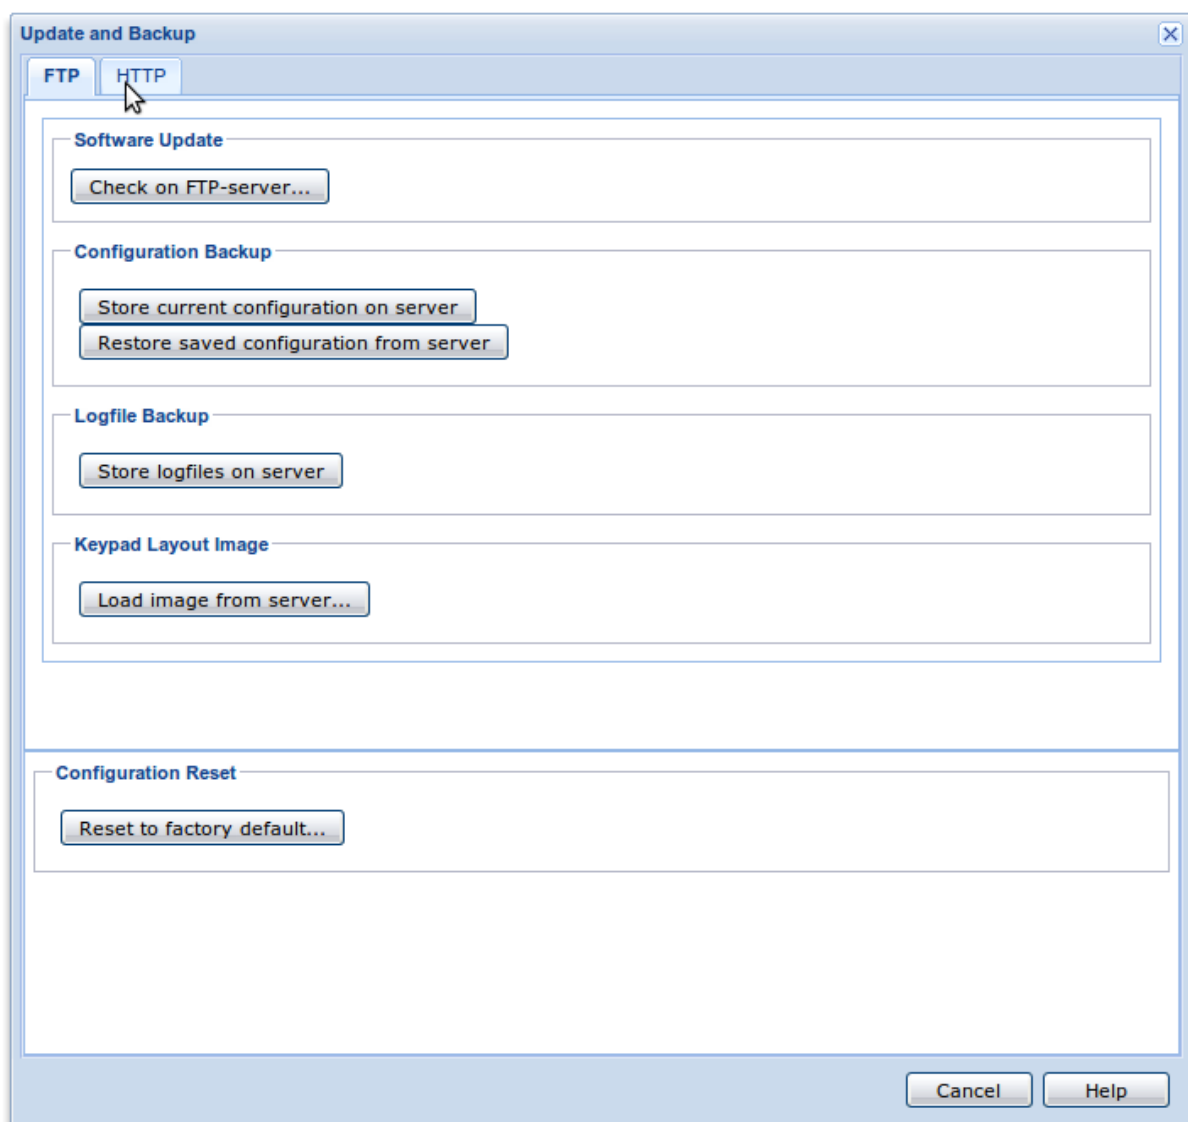 Update and Backup
FTP HTTP
Software Update
Check on FTP-server...
Configuration Backup
Store current configuration on server
Restore saved configuration from server
Logfile Backup
Store logfiles on server
Keypad Layout Image
Load image from server...
Configuration Reset
Reset to factory default...
Cancel Help